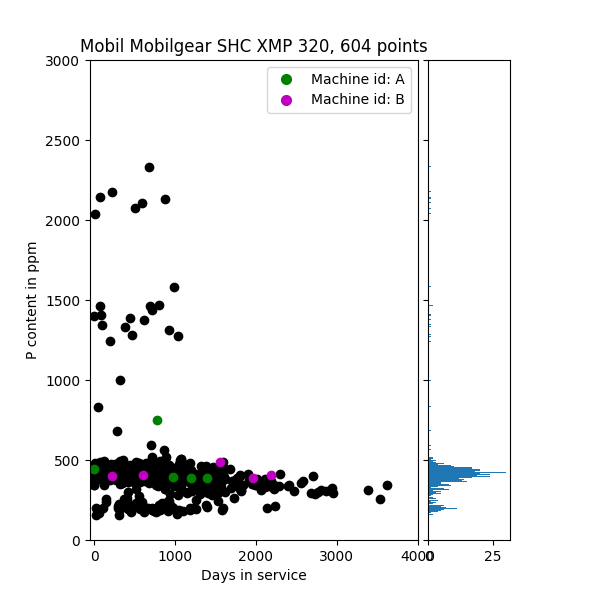 Mobil Mobilgear SHC XMP 320, 604 points
Machine id: A
Machine id: B
P content in ppm
3000
2500
2000
1500
1000
500
0
0
1000
2000
3000
4000
0
25
Days in service